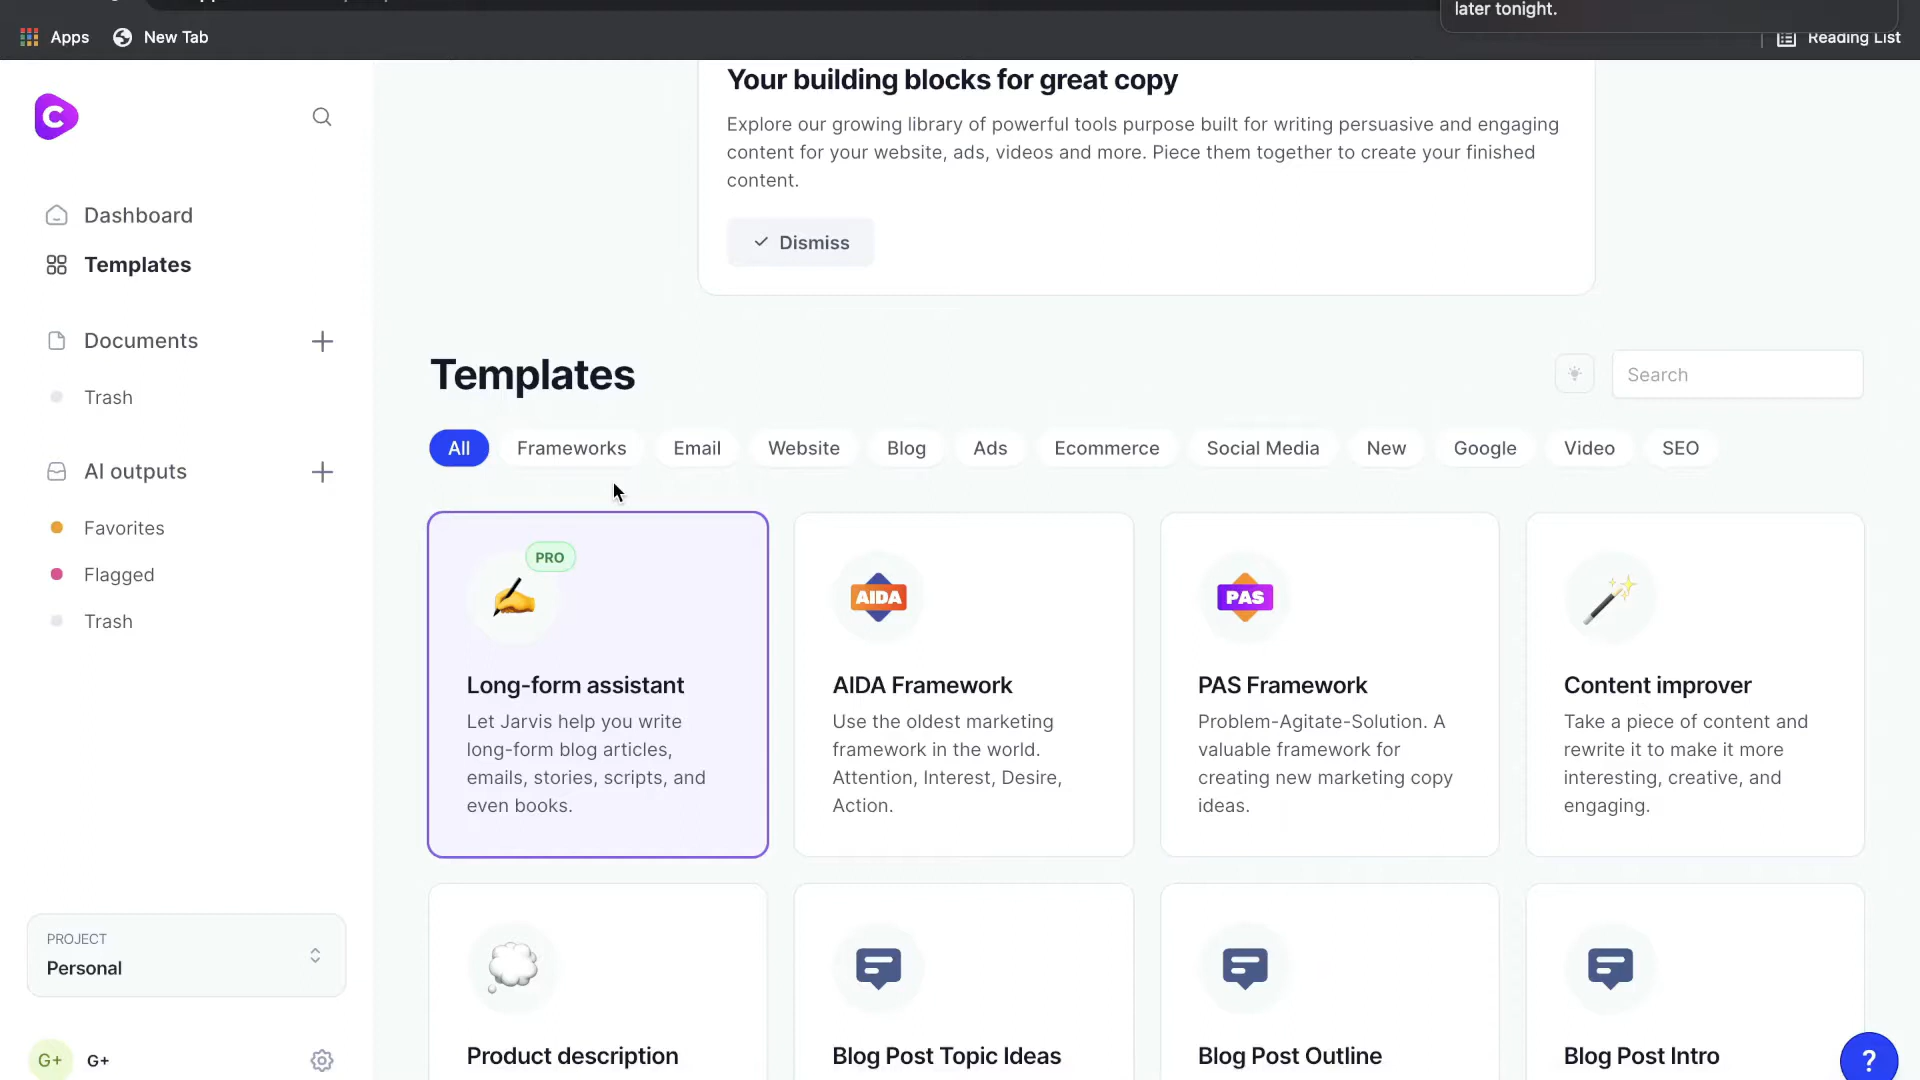 later tonight.
Apps
New Tab
Reading List
C
Dashboard
Templates
Documents
Trash
AI outputs
Favorites
Flagged
Trash
PROJECT
Personal
G+
G+
Your building blocks for great copy
Explore our growing library of powerful tools purpose built for writing persuasive and engaging
content for your website, ads, videos and more. Piece them together to create your finished
content.
Dismiss
Templates
Search
All
Frameworks
Email
Website
Blog
Ads
Ecommerce
Social Media
New
Google
Video
SEO
PRO
Long-form assistant
Let Jarvis help you write
long-form blog articles,
emails, stories, scripts, and
even books.
AIDA
AIDA Framework
Use the oldest marketing
framework in the world.
Attention, Interest, Desire,
Action.
PAS
PAS Framework
Problem-Agitate-Solution. A
valuable framework for
creating new marketing copy
ideas.
Content improver
Take a piece of content and
rewrite it to make it more
interesting, creative, and
engaging.
Product description
Blog Post Topic Ideas
Blog Post Outline
Blog Post Intro
?